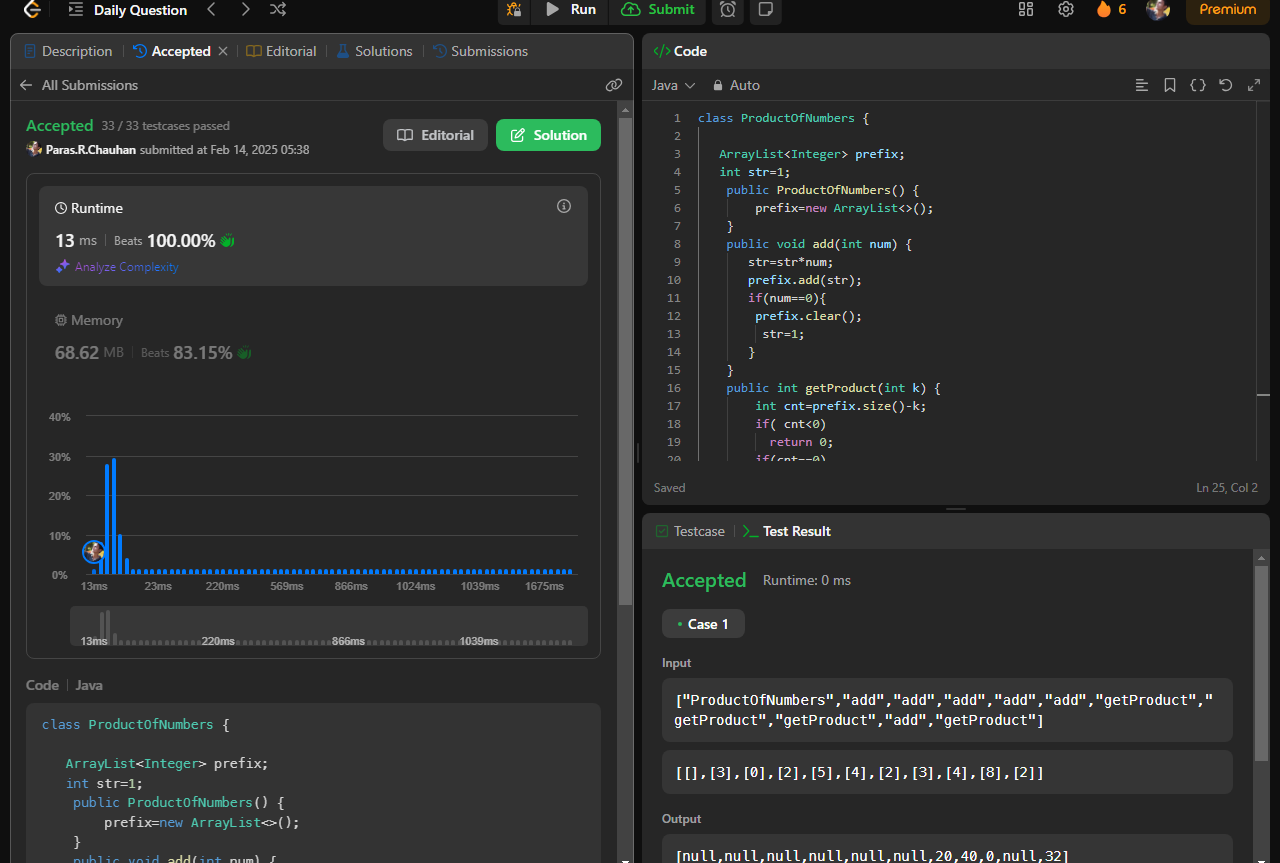 Daily Question
Run
Submit
6
Premium
Description
Accepted
Editorial
Solutions
Submissions
All Submissions
Accepted 33 / 33 testcases passed
Paras.R.Chauhan submitted at Feb 14, 2025 05:38
Editorial
Solution
Runtime
13 ms Beats 100.00%
Analyze Complexity
Memory
68.62 MB Beats 83.15%
40%
30%
20%
10%
0%
13ms 23ms 220ms 569ms 866ms 1024ms 1039ms 1675ms
13ms 220ms 866ms 1039ms
Code Java
class ProductOfNumbers {
ArrayList<Integer> prefix;
int str=1;
public ProductOfNumbers() {
prefix=new ArrayList<>();
}
public void add(int num) {
</> Code
Java Auto
1 class ProductOfNumbers {
2
3 ArrayList<Integer> prefix;
4 int str=1;
5 public ProductOfNumbers() {
6 prefix=new ArrayList<>();
7 }
8 public void add(int num) {
9 str=str*num;
10 prefix.add(str);
11 if(num==0){
12 prefix.clear();
13 str=1;
14 }
15 }
16 public int getProduct(int k) {
17 int cnt=prefix.size()-k;
18 if( cnt<0)
19 return 0;
20 if(cnt==0)
Saved
Ln 25, Col 2
Testcase
Test Result
Accepted Runtime: 0 ms
Case 1
Input
["ProductOfNumbers","add","add","add","add","add","getProduct","
getProduct","getProduct","add","getProduct"]
[[],[3],[0],[2],[5],[4],[2],[3],[4],[8],[2]]
Output
[null,null,null,null,null,null,20,40,0,null,32]